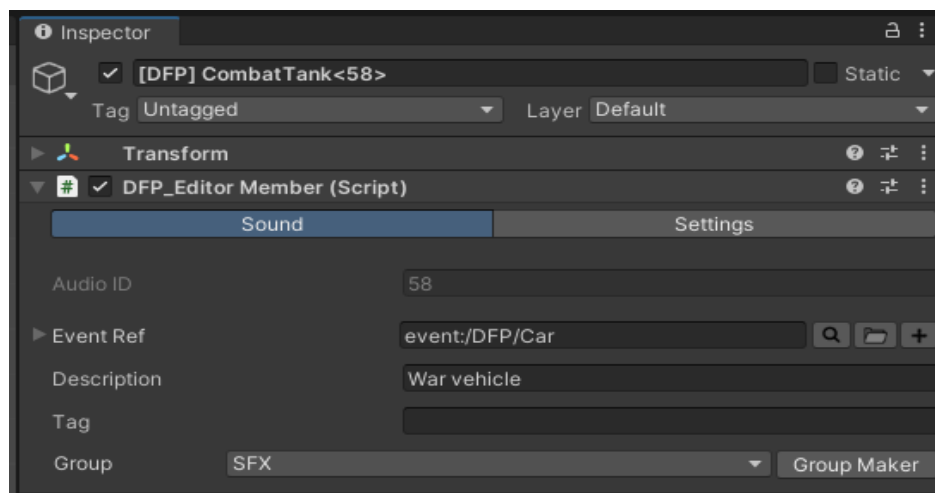 Inspector
[DFP] CombatTank<58>
Static
Tag Untagged Layer Default
Transform
# DFP_Editor Member (Script)
Sound Settings
Audio ID 58
Event Ref event:/DFP/Car
Description War vehicle
Tag
Group SFX Group Maker